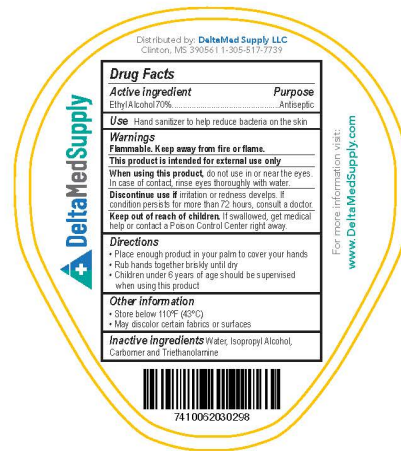 Distributed by: DeltaMed Supply LLC
Clinton, MS 39056 I 1-305-517-7739
DeltaMedSupply
Drug Facts
Active ingredient Purpose
Ethyl Alcohol 70%............................Antiseptic
Use Hand sanitizer to help reduce bacteria on the skin
Warnings
Flammable. Keep away from fire or flame.
This product is intended for external use only
When using this product, do not use in or near the eyes.
In case of contact, rinse eyes thoroughly with water.
Discontinue use if irritation or redness develps. If
condition persists for more than 72 hours, consult a doctor.
Keep out of reach of children. If swallowed, get medical
help or contact a Poison Control Center right away.
Directions
• Place enough product in your palm to cover your hands
• Rub hands together briskly until dry
• Children under 6 years of age should be supervised
when using this product
Other information
• Store below 110°F (43°C)
• May discolor certain fabrics or surfaces
Inactive ingredients Water, Isopropyl Alcohol,
Carbomer and Triethanolamine
7410062030298
For more information visit:
www.DeltaMedSupply.com